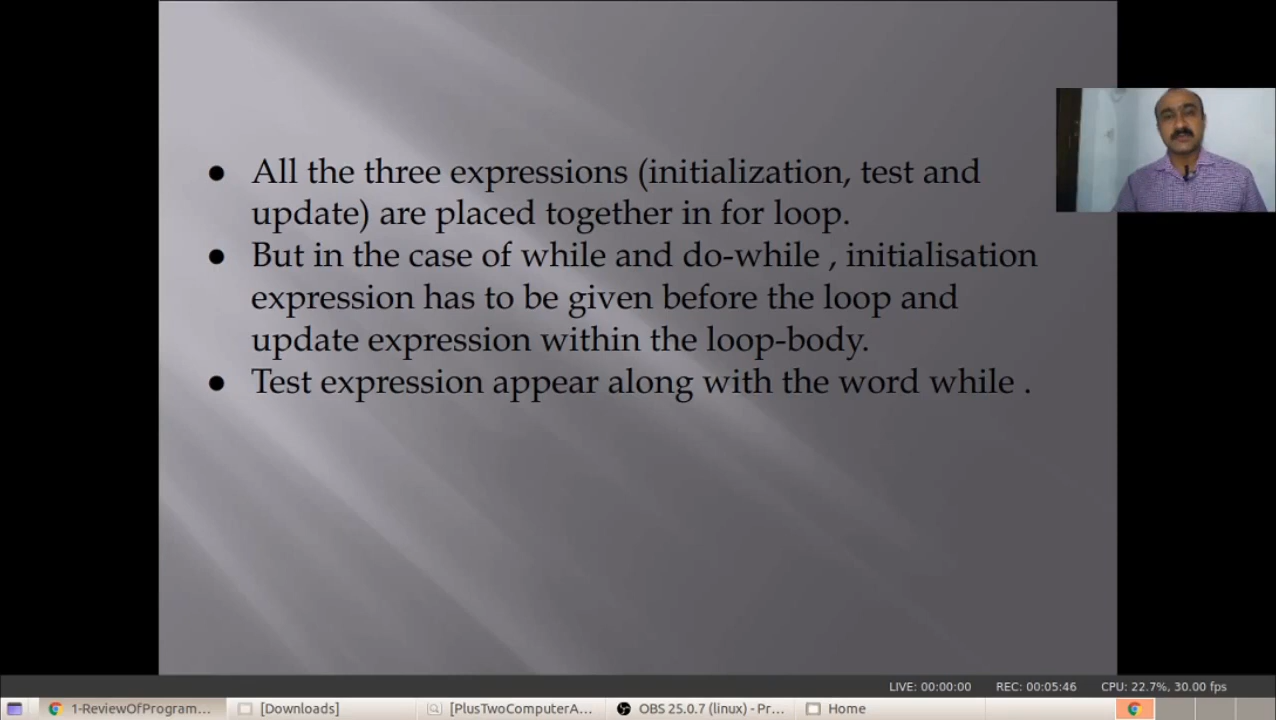 ● All the three expressions (initialization, test and
update) are placed together in for loop.
● But in the case of while and do-while , initialisation
expression has to be given before the loop and
update expression within the loop-body.
● Test expression appear along with the word while .
LIVE: 00:00:00 REC: 00:05:46 CPU: 22.7%, 30.00 fps
1-ReviewOfProgram... [Downloads] [PlusTwoComputerA... OBS 25.0.7 (linux) - Pr... Home